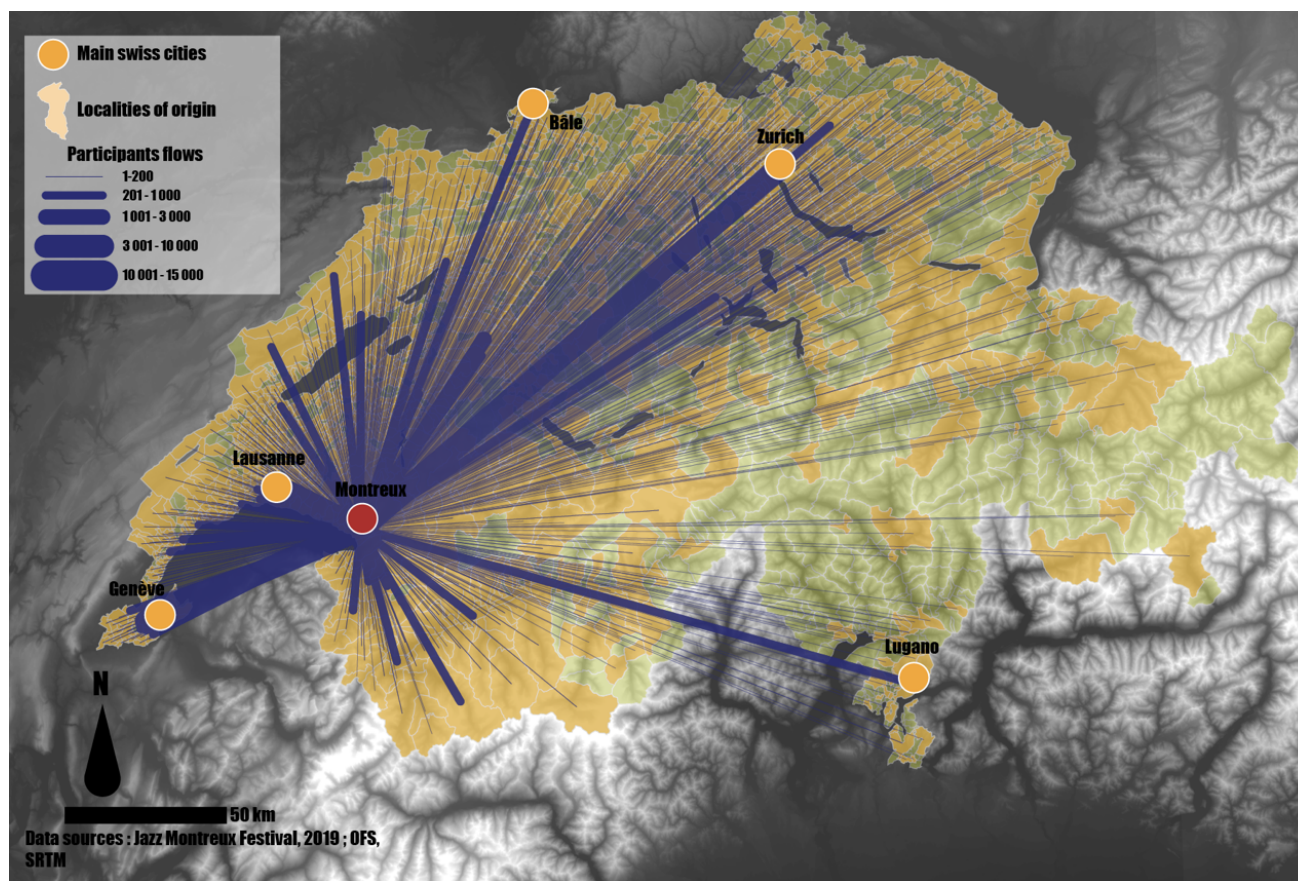 Main swiss cities
Localities of origin
Participants flows
1-200
201 - 1 000
1 001 - 3 000
3 001 - 10 000
10 001 - 15 000
Bâle
Zurich
Lausanne
Montreux
Genève
Lugano
N
50 km
Data sources : Jazz Montreux Festival, 2019 ; OFS,
SRTM